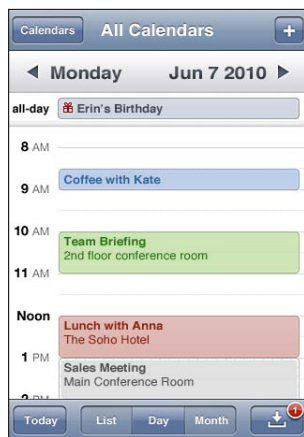 Calendars All Calendars +
Monday Jun 7 2010
all-day Erin's Birthday
8 AM
Coffee with Kate
9 AM
10 AM
Team Briefing
2nd floor conference room
11 AM
Noon
Lunch with Anna
The Soho Hotel
1 PM
Sales Meeting
Main Conference Room
2 PM
Today List Day Month 1